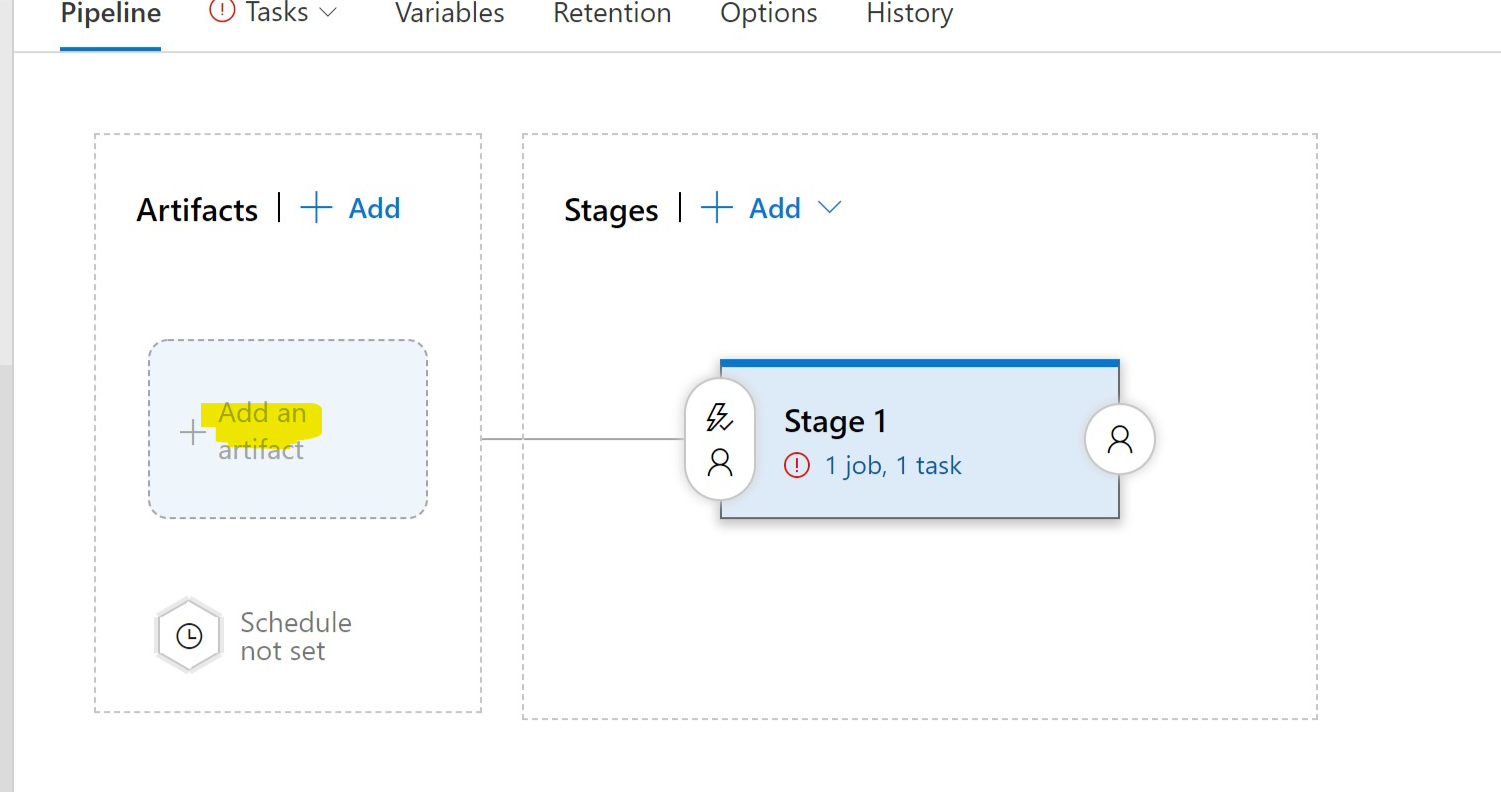 Pipeline Tasks Variables Retention Options History
Artifacts | Add
Stages | Add
Add an
artifact
Stage 1
1 job, 1 task
Schedule
not set